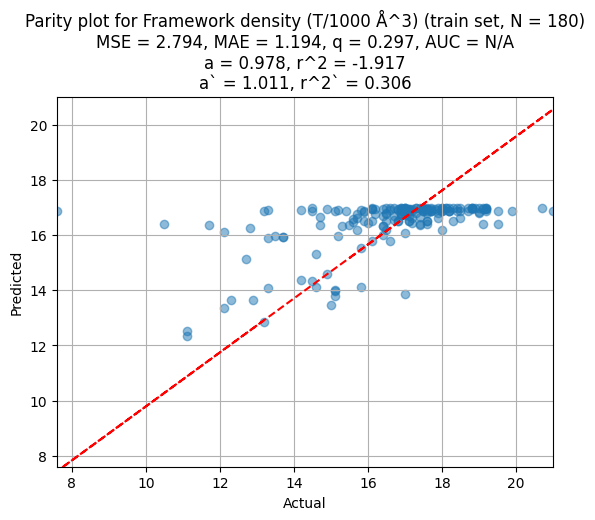 Parity plot for Framework density (T/1000 Å^3) (train set, N = 180)
MSE = 2.794, MAE = 1.194, q = 0.297, AUC = N/A
a = 0.978, r^2 = -1.917
a` = 1.011, r^2` = 0.306
20
18
16
14
12
10
8
Predicted
8 10 12 14 16 18 20
Actual